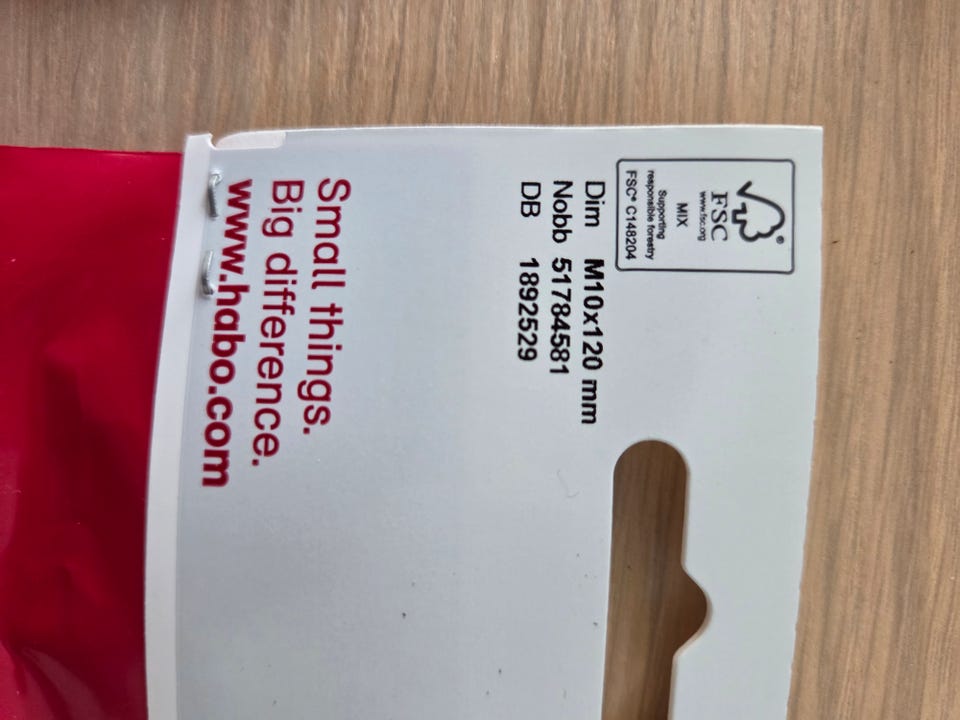 FSC®
www.fsc.org
MIX
Supporting
responsible forestry
FSC® C148204
Dim M10x120 mm
Nobb 51784581
DB 1892529
Small things.
Big difference.
www.habo.com